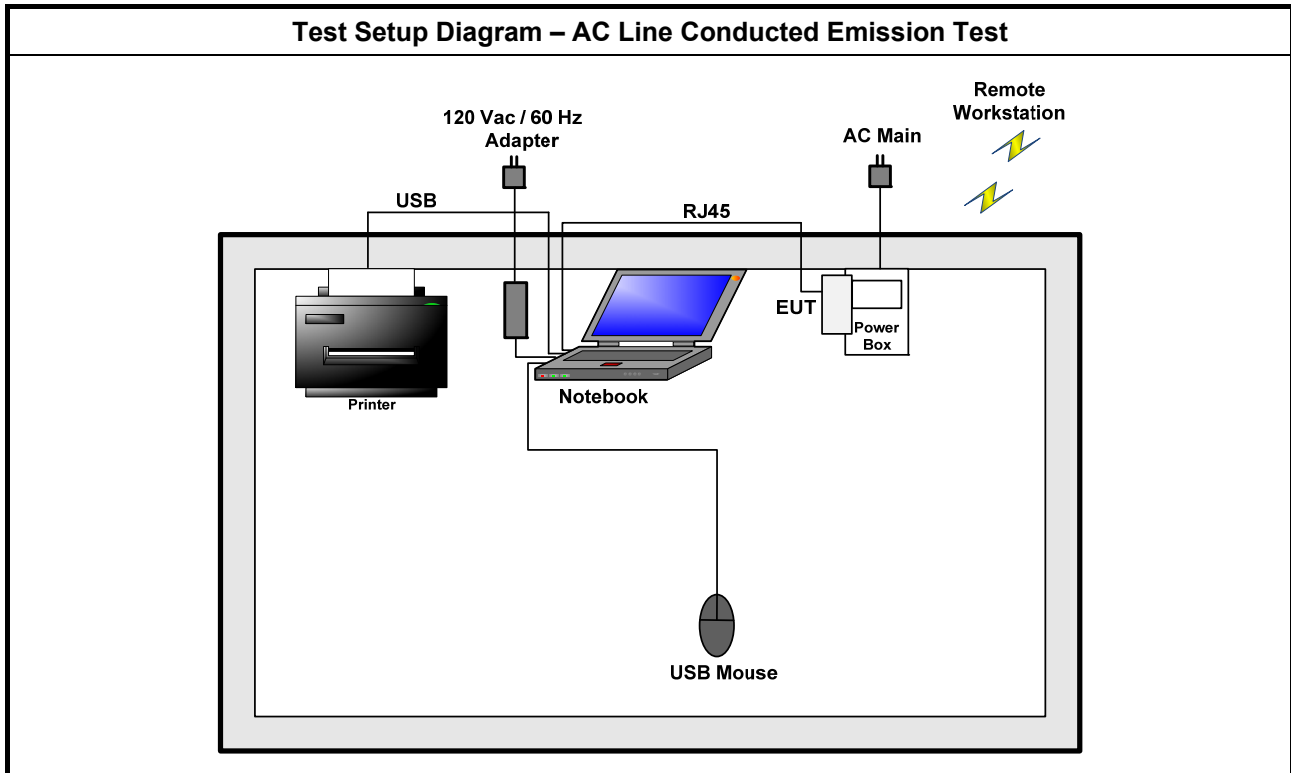 Test Setup Diagram – AC Line Conducted Emission Test
Remote
Workstation
120 Vac / 60 Hz
Adapter
AC Main
USB
RJ45
EUT
Power
Box
Notebook
Printer
USB Mouse